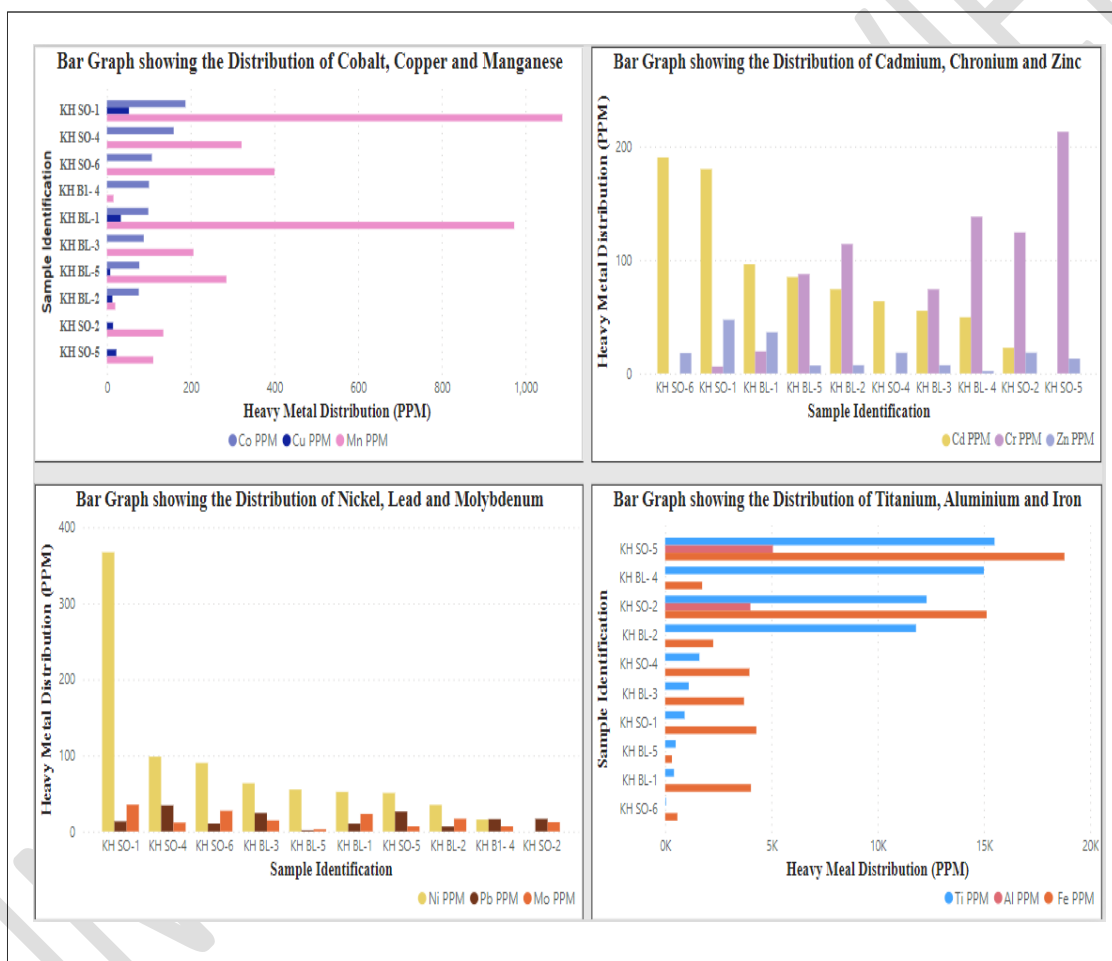 Bar Graph showing the Distribution of Cobalt, Copper and Manganese
Sample Identification
KH SO-1
KH SO-4
KH SO-6
KH B1- 4
KH BL-1
KH BL-3
KH BL-5
KH BL-2
KH SO-2
KH SO-5
0 200 400 600 800 1,000
Heavy Metal Distribution (PPM)
Co PPM Cu PPM Mn PPM
Bar Graph showing the Distribution of Cadmium, Chronium and Zinc
Heavy Metal Distribution (PPM)
200
100
0
KH SO-6 KH SO-1 KH BL-1 KH BL-5 KH BL-2 KH SO-4 KH BL-3 KH BL- 4 KH SO-2 KH SO-5
Sample Identification
Cd PPM Cr PPM Zn PPM
Bar Graph showing the Distribution of Nickel, Lead and Molybdenum
Heavy Metal Distribution (PPM)
400
300
200
100
0
KH SO-1 KH SO-4 KH SO-6 KH BL-3 KH BL-5 KH BL-1 KH SO-5 KH BL-2 KH B1- 4 KH SO-2
Sample Identification
Ni PPM Pb PPM Mo PPM
Bar Graph showing the Distribution of Titanium, Aluminium and Iron
Sample Identification
KH SO-5
KH BL- 4
KH SO-2
KH BL-2
KH SO-4
KH BL-3
KH SO-1
KH BL-5
KH BL-1
KH SO-6
0K 5K 10K 15K 20K
Heavy Meal Distribution (PPM)
Ti PPM Al PPM Fe PPM